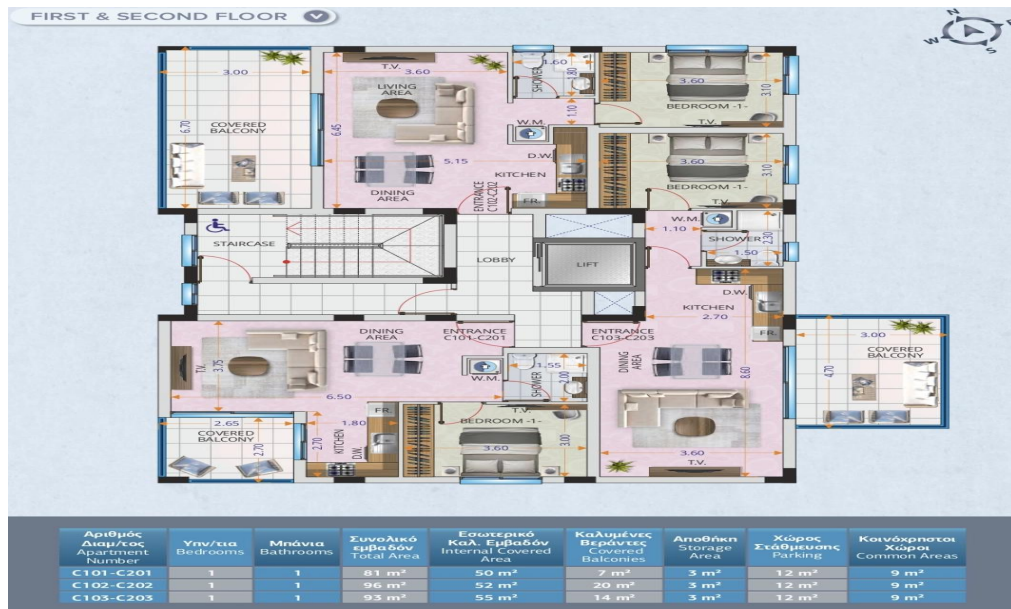 FIRST & SECOND FLOOR
N
W
S
3.00
COVERED
BALCONY
6.70
T.V.
3.60
LIVING
AREA
6.45
5.15
DINING
AREA
1.60
1.80
SHOWER
1.10
W.M.
D.W.
KITCHEN
FR.
ENTRANCE
C102-C202
3.60
3.10
BEDROOM -1-
T.V.
3.60
3.10
BEDROOM -1-
T.V.
STAIRCASE
LOBBY
LIFT
W.M.
1.10
SHOWER
2.30
1.50
D.W.
KITCHEN
2.70
FR.
ENTRANCE
C103-C203
DINING
AREA
8.60
3.60
T.V.
3.00
COVERED
BALCONY
4.70
DINING
AREA
ENTRANCE
C101-C201
T.V.
3.75
6.50
W.M.
1.55
SHOWER
2.00
2.65
COVERED
BALCONY
2.70
1.80
FR.
KITCHEN
D.W.
2.70
T.V.
BEDROOM -1-
3.60
3.00
Αριθμός Διαμ/τος Apartment Number
Υπν/τια Bedrooms
Μπάνια Bathrooms
Συνολικό εμβαδόν Total Area
Εσωτερικό Καλ. Εμβαδόν Internal Covered Area
Καλυμένες Βεράντες Covered Balconies
Αποθήκη Storage Area
Χώρος Στάθμευσης Parking
Κοινόχρηστοι Χώροι Common Areas
C101-C201 1 1 81 m² 50 m² 7 m² 3 m² 12 m² 9 m²
C102-C202 1 1 96 m² 52 m² 20 m² 3 m² 12 m² 9 m²
C103-C203 1 1 93 m² 55 m² 14 m² 3 m² 12 m² 9 m²